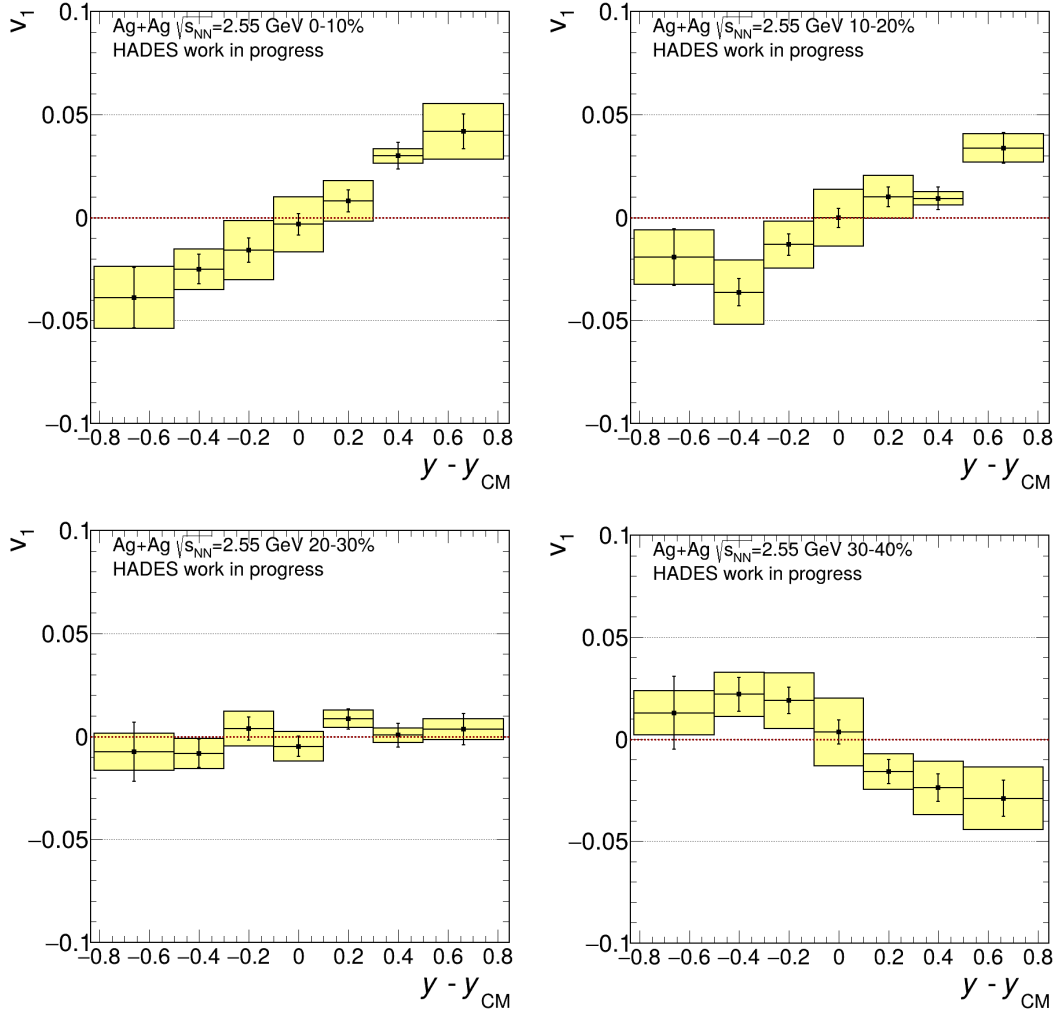 v₁
0.1
0.05
0
−0.05
−0.1
Ag+Ag √s_NN=2.55 GeV 0-10%
HADES work in progress
−0.8 −0.6 −0.4 −0.2 0 0.2 0.4 0.6 0.8
y - y_CM
v₁
0.1
0.05
0
−0.05
−0.1
Ag+Ag √s_NN=2.55 GeV 10-20%
HADES work in progress
−0.8 −0.6 −0.4 −0.2 0 0.2 0.4 0.6 0.8
y - y_CM
v₁
0.1
0.05
0
−0.05
−0.1
Ag+Ag √s_NN=2.55 GeV 20-30%
HADES work in progress
−0.8 −0.6 −0.4 −0.2 0 0.2 0.4 0.6 0.8
y - y_CM
v₁
0.1
0.05
0
−0.05
−0.1
Ag+Ag √s_NN=2.55 GeV 30-40%
HADES work in progress
−0.8 −0.6 −0.4 −0.2 0 0.2 0.4 0.6 0.8
y - y_CM